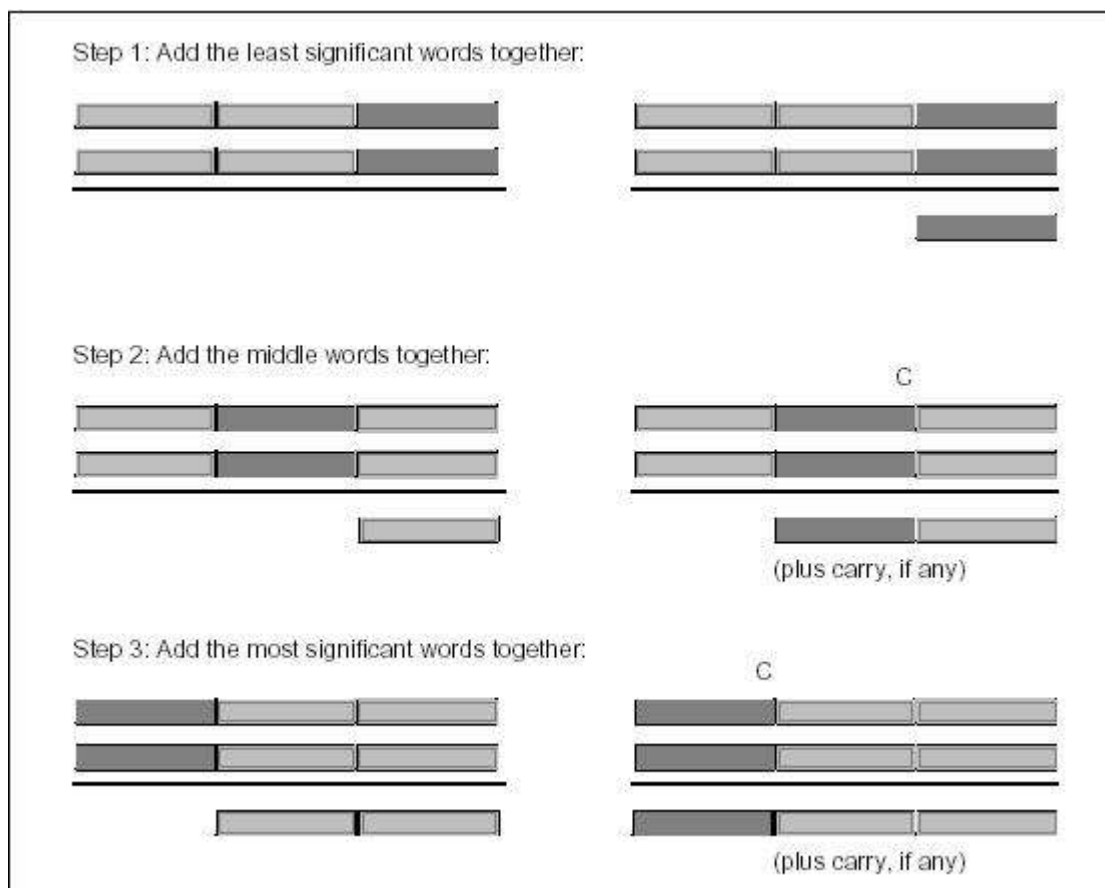 Step 1: Add the least significant words together:
Step 2: Add the middle words together:
C
(plus carry, if any)
Step 3: Add the most significant words together:
C
(plus carry, if any)